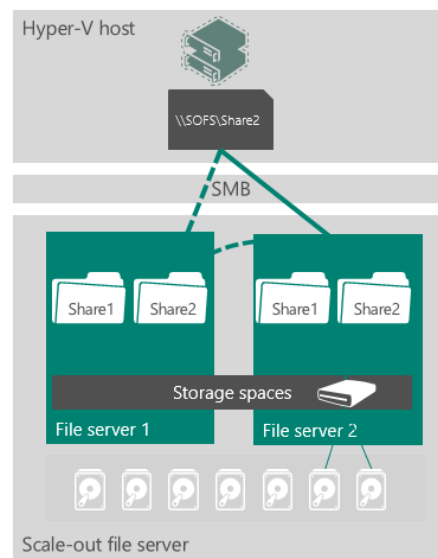 Hyper-V host
\\SOFS\Share2
SMB
Share1
Share2
Share1
Share2
Storage spaces
File server 1
File server 2
Scale-out file server